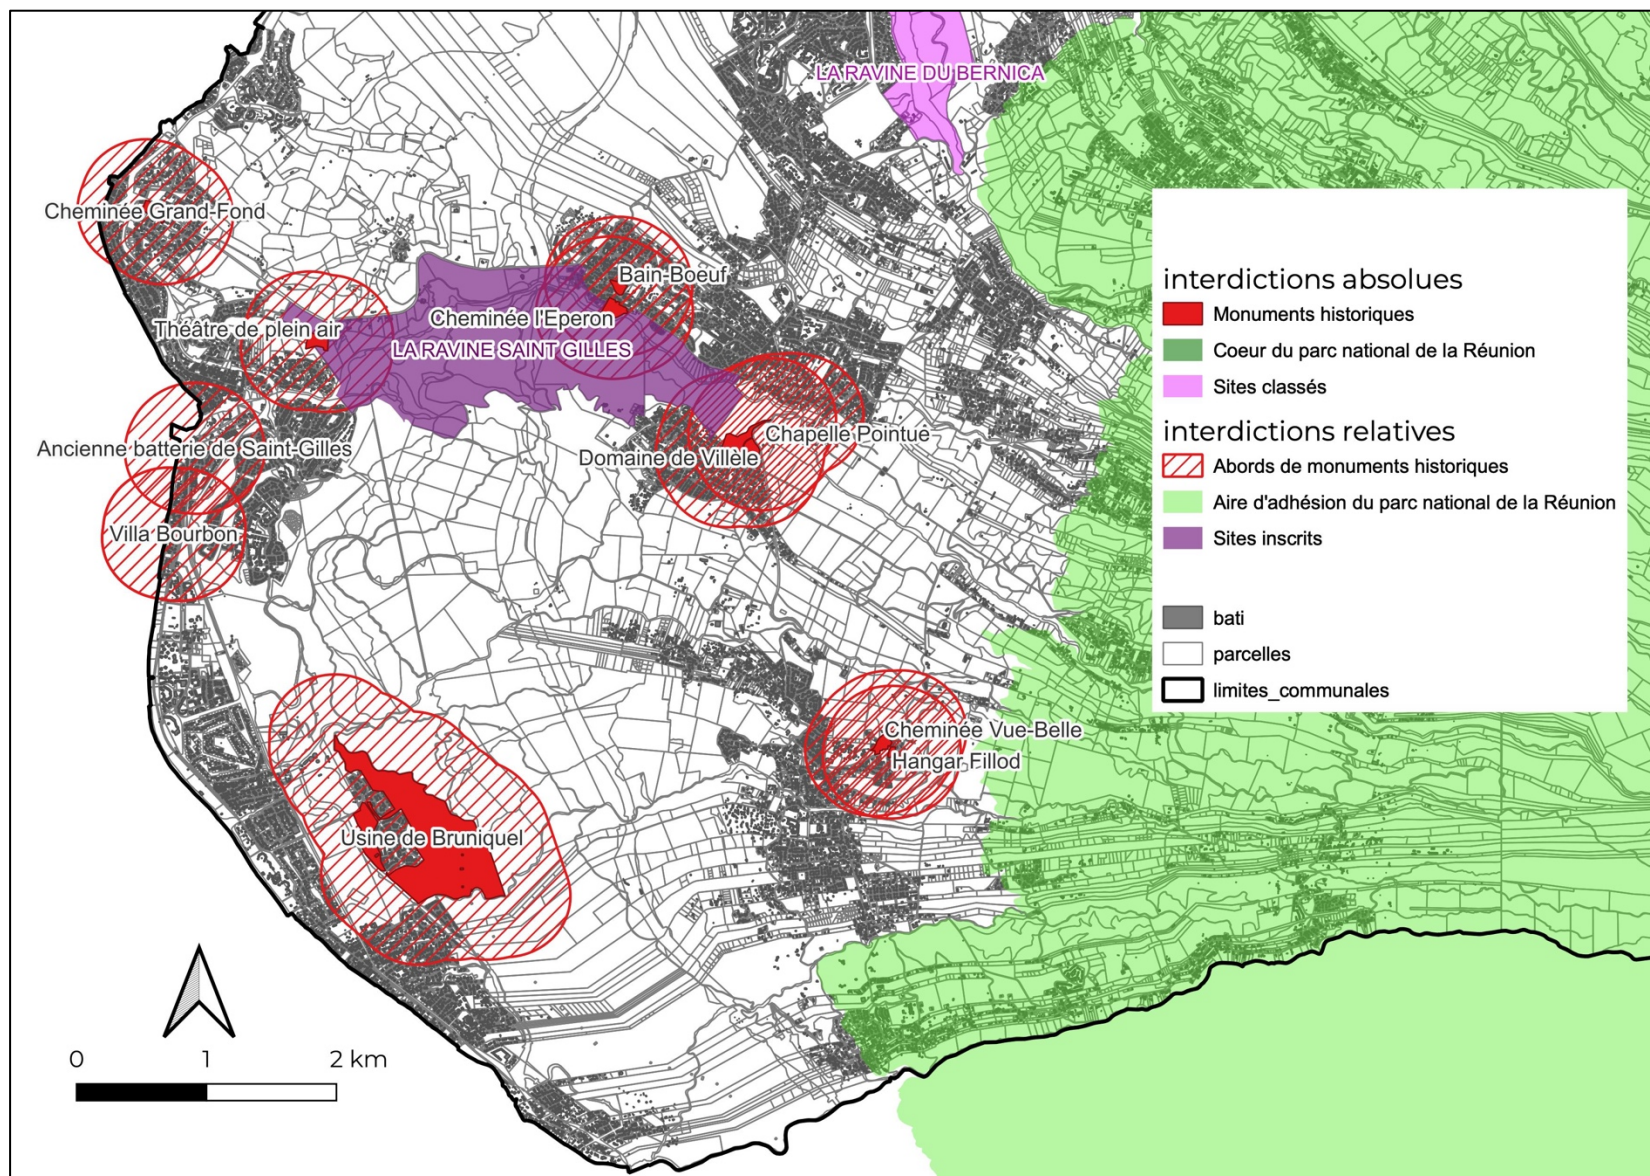 LA RAVINE DU BERNICA
Cheminée Grand-Fond
Bain-Boeuf
Théâtre de plein air
Cheminée l'Eperon
LA RAVINE SAINT GILLES
Chapelle Pointue
Domaine de Villèle
Ancienne batterie de Saint-Gilles
Villa Bourbon
Cheminée Vue-Belle
Hangar Fillod
Usine de Bruniquel
interdictions absolues
Monuments historiques
Coeur du parc national de la Réunion
Sites classés
interdictions relatives
Abords de monuments historiques
Aire d'adhésion du parc national de la Réunion
Sites inscrits
bati
parcelles
limites_communales
0 1 2 km